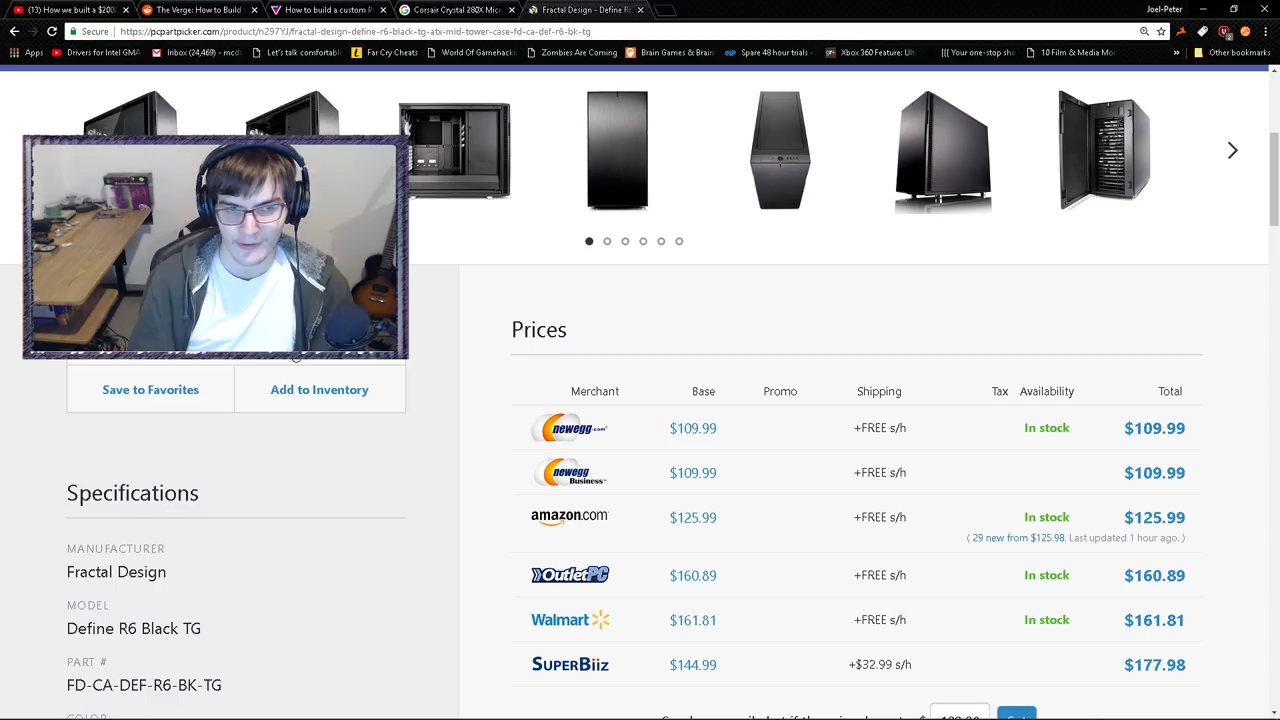 (13) How we built a $200
The Verge: How to Build
How to build a custom P
Corsair Crystal 280X Micr
Fractal Design - Define R
Joel-Peter
Secure
https://pcpartpicker.com/product/n297YJ/fractal-design-define-r6-black-tg-atx-mid-tower-case-fd-ca-def-r6-bk-tg
Apps Drivers for Intel GMA Inbox (24,469) - mcd Let's talk comfortable Far Cry Cheats World Of Gamehack Zombies Are Coming Brain Games & Brain Spare 48 hour trials - Xbox 360 Feature: Ult [[[ Your one-stop sho 10 Film & Media Mo » Other bookmarks
Prices
Merchant Base Promo Shipping Tax Availability Total
newegg.com $109.99 +FREE s/h In stock $109.99
newegg Business $109.99 +FREE s/h $109.99
amazon.com $125.99 +FREE s/h In stock $125.99
( 29 new from $125.98. Last updated 1 hour ago. )
OutletPC $160.89 +FREE s/h In stock $160.89
Walmart $161.81 +FREE s/h In stock $161.81
SUPERBiiz $144.99 +$32.99 s/h $177.98
Save to Favorites Add to Inventory
Specifications
MANUFACTURER
Fractal Design
MODEL
Define R6 Black TG
PART #
FD-CA-DEF-R6-BK-TG
COLOR